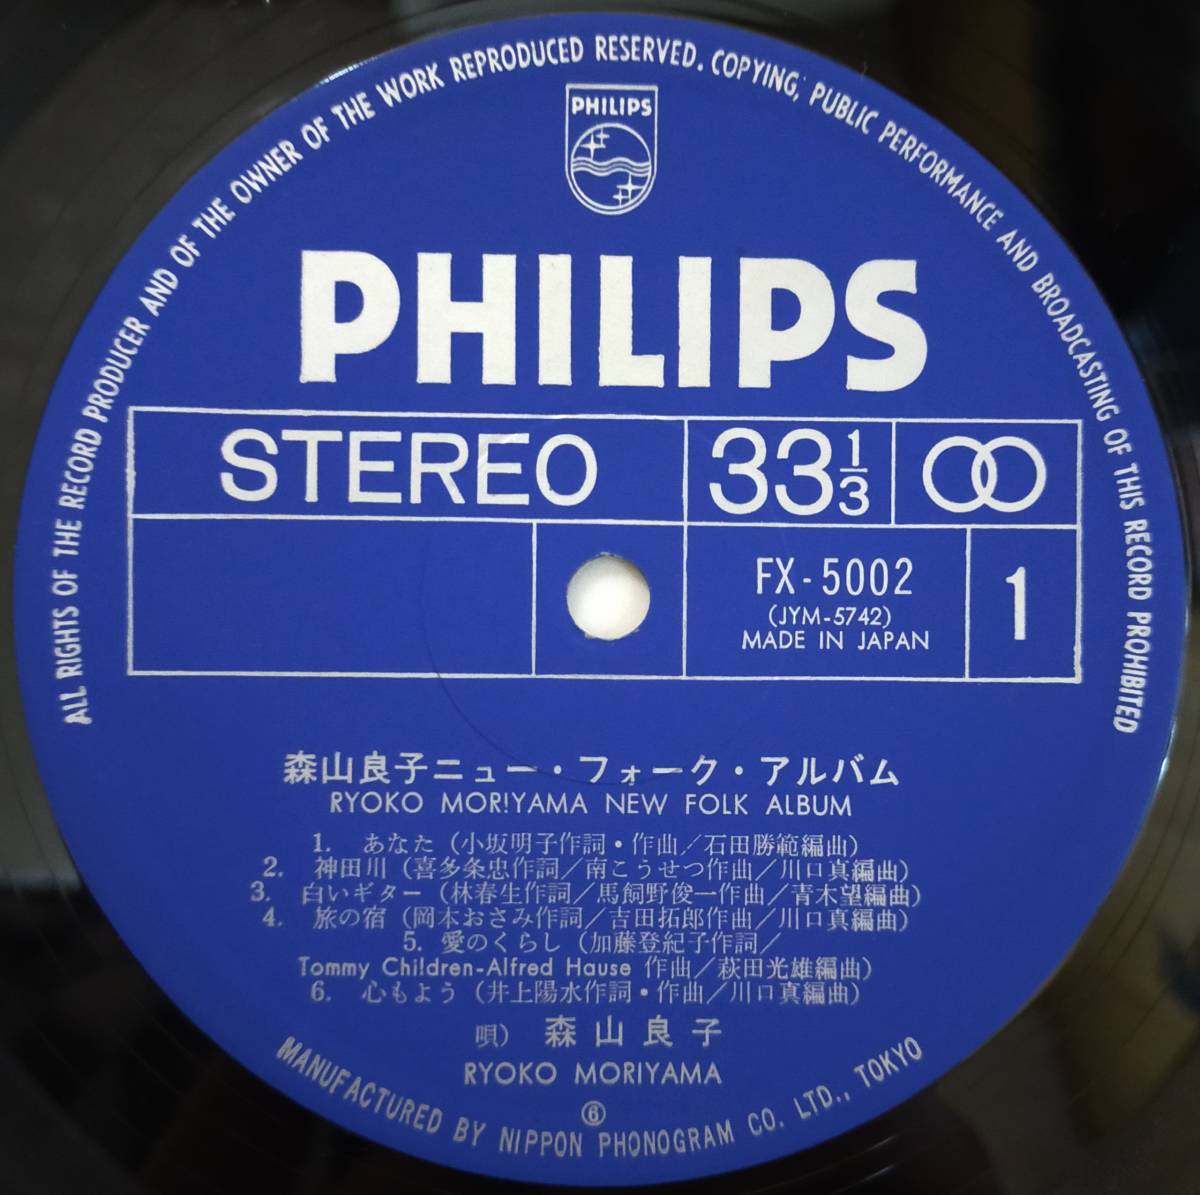 ALL RIGHTS OF THE RECORD PRODUCER AND OF THE OWNER OF THE WORK REPRODUCED RESERVED. COPYING, PUBLIC PERFORMANCE AND BROADCASTING OF THIS RECORD PROHIBITED
PHILIPS
PHILIPS
STEREO
33 1/3
FX-5002
(JYM-5742)
MADE IN JAPAN
1
森山良子ニュー・フォーク・アルバム
RYOKO MOR!YAMA NEW FOLK ALBUM
1. あなた（小坂明子作詞・作曲／石田勝範編曲）
2. 神田川（喜多条忠作詞／南こうせつ作曲／川口真編曲）
3. 白いギター（林春生作詞／馬飼野俊一作曲／青木望編曲）
4. 旅の宿（岡本おさみ作詞／吉田拓郎作曲／川口真編曲）
5. 愛のくらし（加藤登紀子作詞／
Tommy Children-Alfred Hause 作曲／萩田光雄編曲）
6. 心もよう（井上陽水作詞・作曲／川口真編曲）
唄）森山良子
RYOKO MORIYAMA
⑥
MANUFACTURED BY NIPPON PHONOGRAM CO. LTD., TOKYO